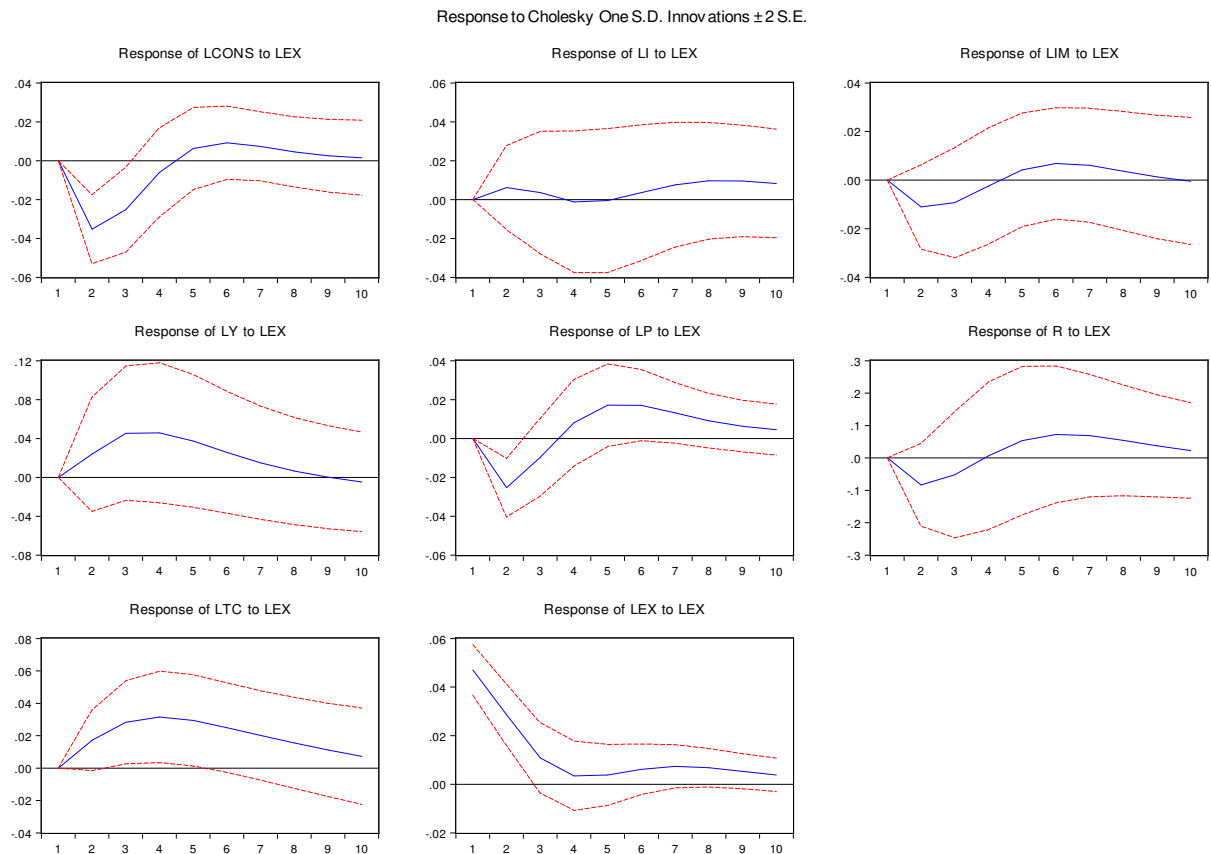 Response to Cholesky One S.D. Innovations ± 2 S.E.
Response of LCONS to LEX
.04
.02
.00
-.02
-.04
-.06
1 2 3 4 5 6 7 8 9 10
Response of LI to LEX
.06
.04
.02
.00
-.02
-.04
1 2 3 4 5 6 7 8 9 10
Response of LIM to LEX
.04
.02
.00
-.02
-.04
1 2 3 4 5 6 7 8 9 10
Response of LY to LEX
.12
.08
.04
.00
-.04
-.08
1 2 3 4 5 6 7 8 9 10
Response of LP to LEX
.04
.02
.00
-.02
-.04
-.06
1 2 3 4 5 6 7 8 9 10
Response of R to LEX
.3
.2
.1
.0
-.1
-.2
-.3
1 2 3 4 5 6 7 8 9 10
Response of LTC to LEX
.08
.06
.04
.02
.00
-.02
-.04
1 2 3 4 5 6 7 8 9 10
Response of LEX to LEX
.06
.04
.02
.00
-.02
1 2 3 4 5 6 7 8 9 10